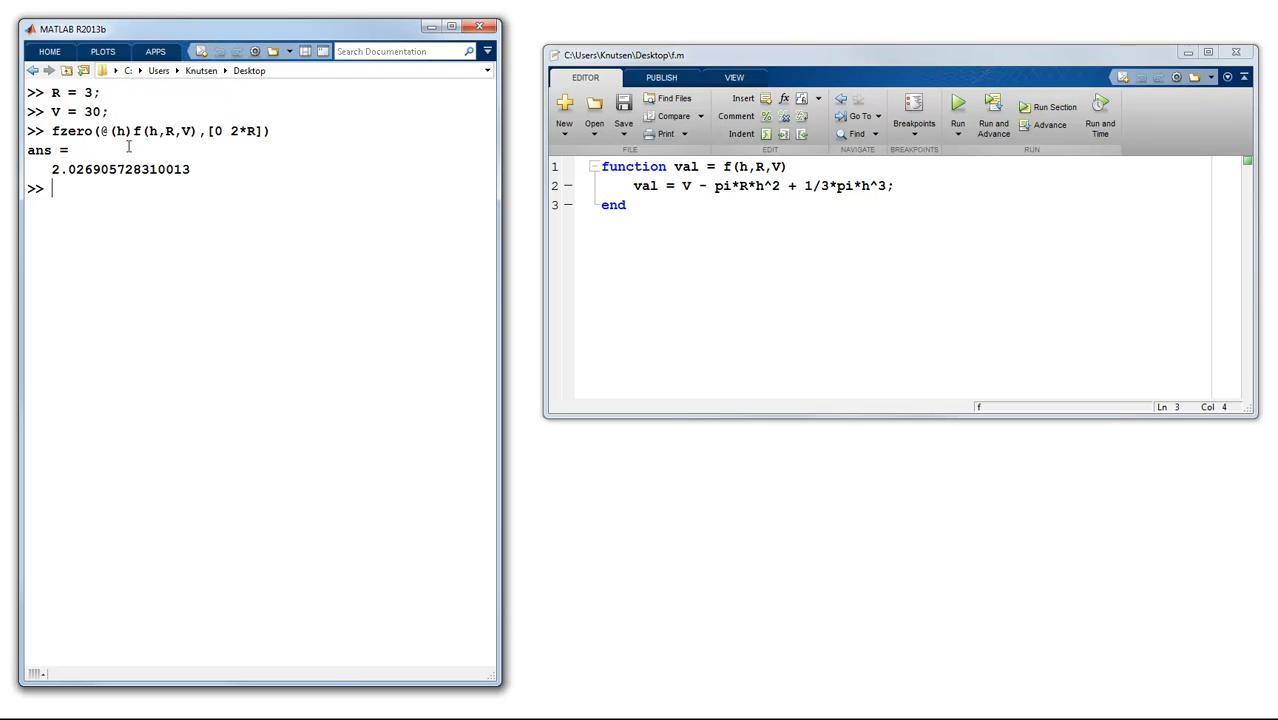 MATLAB R2013b
HOME PLOTS APPS Search Documentation
C: Users Knutsen Desktop
>> R = 3;
>> V = 30;
>> fzero(@(h)f(h,R,V),[0 2*R])
ans =
2.026905728310013
>>
C:\Users\Knutsen\Desktop\f.m
EDITOR PUBLISH VIEW
New Open Save
Find Files
Compare
Print
FILE
Insert fx
Comment
Indent
EDIT
Go To
Find
NAVIGATE
Breakpoints
BREAKPOINTS
Run
Run and
Advance
Run Section
Advance
Run and
Time
RUN
1 function val = f(h,R,V)
2 val = V - pi*R*h^2 + 1/3*pi*h^3;
3 end
f Ln 3 Col 4